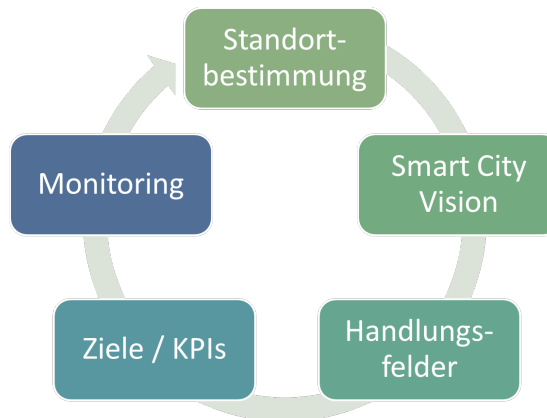 Standort-
bestimmung
Smart City
Vision
Handlungs-
felder
Ziele / KPIs
Monitoring